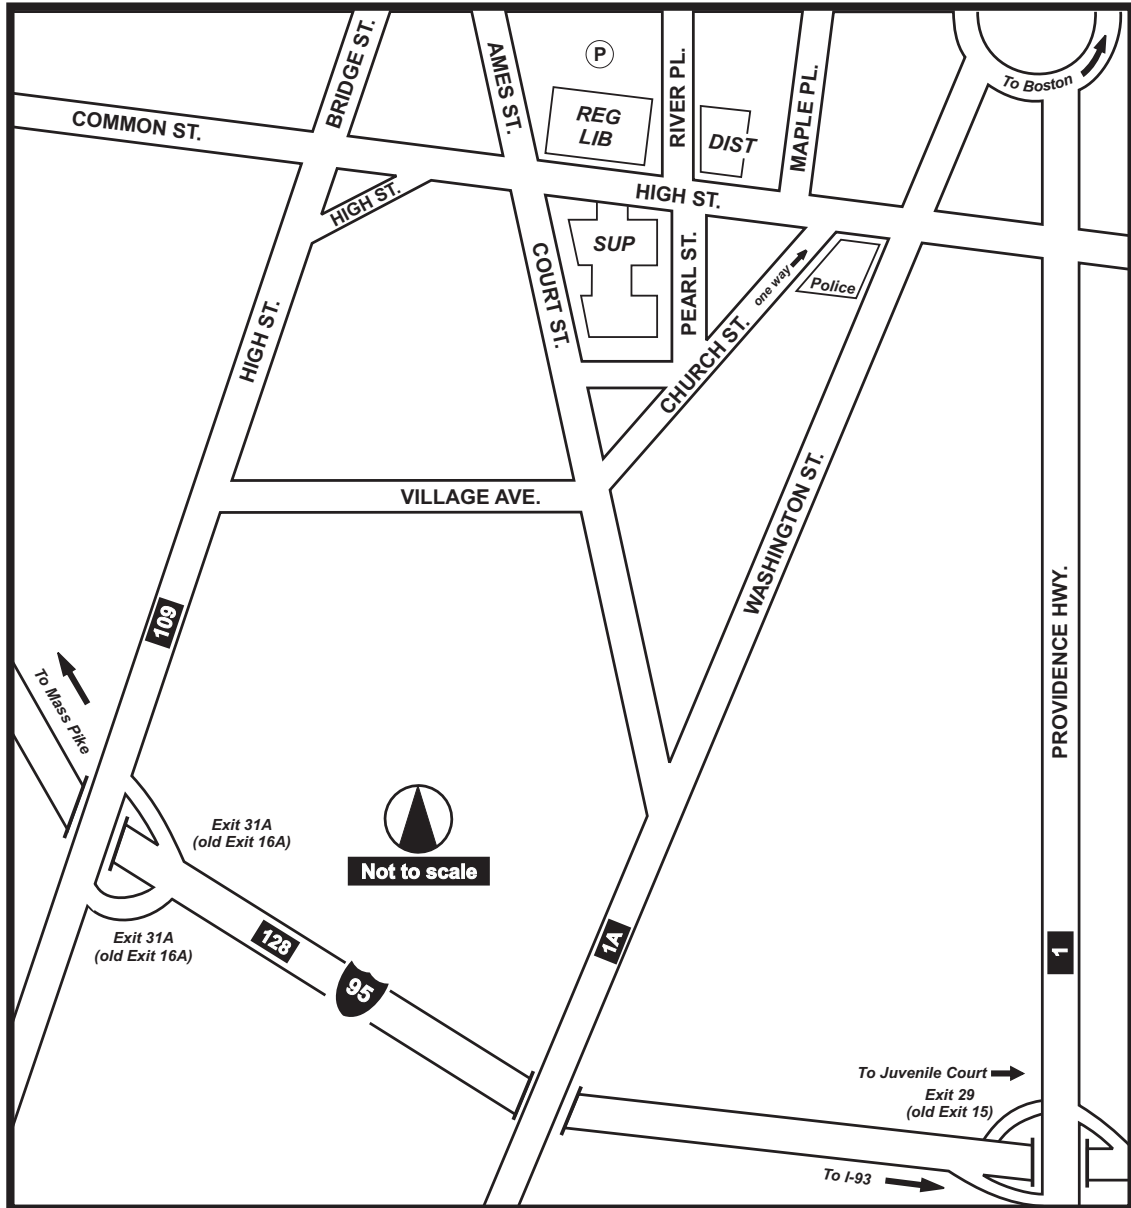 BRIDGE ST.
AMES ST.
P
RIVER PL.
MAPLE PL.
To Boston
COMMON ST.
REG
LIB
DIST
HIGH ST.
HIGH ST.
SUP
COURT ST.
PEARL ST.
one way
Police
HIGH ST.
CHURCH ST.
VILLAGE AVE.
WASHINGTON ST.
109
PROVIDENCE HWY.
To Mass Pike
Exit 31A
(old Exit 16A)
Not to scale
Exit 31A
(old Exit 16A)
128
95
1A
1
To Juvenile Court
Exit 29
(old Exit 15)
To I-93